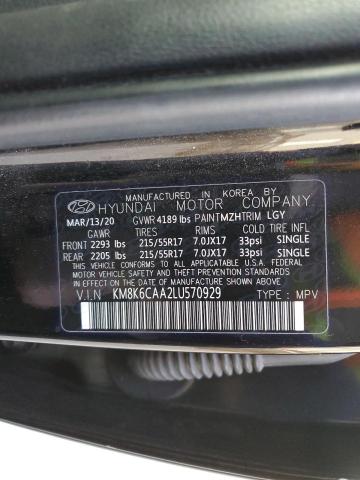 MANUFACTURED IN KOREA BY
HYUNDAI MOTOR COMPANY
MAR/13/20 GVWR 4189 lbs PAINT MZH TRIM LGY
GAWR TIRES RIMS COLD TIRE INFL
FRONT 2293 lbs 215/55R17 7.0JX17 33psi SINGLE
REAR 2205 lbs 215/55R17 7.0JX17 33psi SINGLE
THIS VEHICLE CONFORMS TO ALL APPLICABLE U.S.
FEDERAL MOTOR VEHICLE SAFETY, BUMPER, AND THEFT PREVENTION STANDARDS
IN EFFECT ON THE DATE OF MANUFACTURE SHOWN ABOVE.
V.I.N KM8K6CAA2LU570929 TYPE : MPV